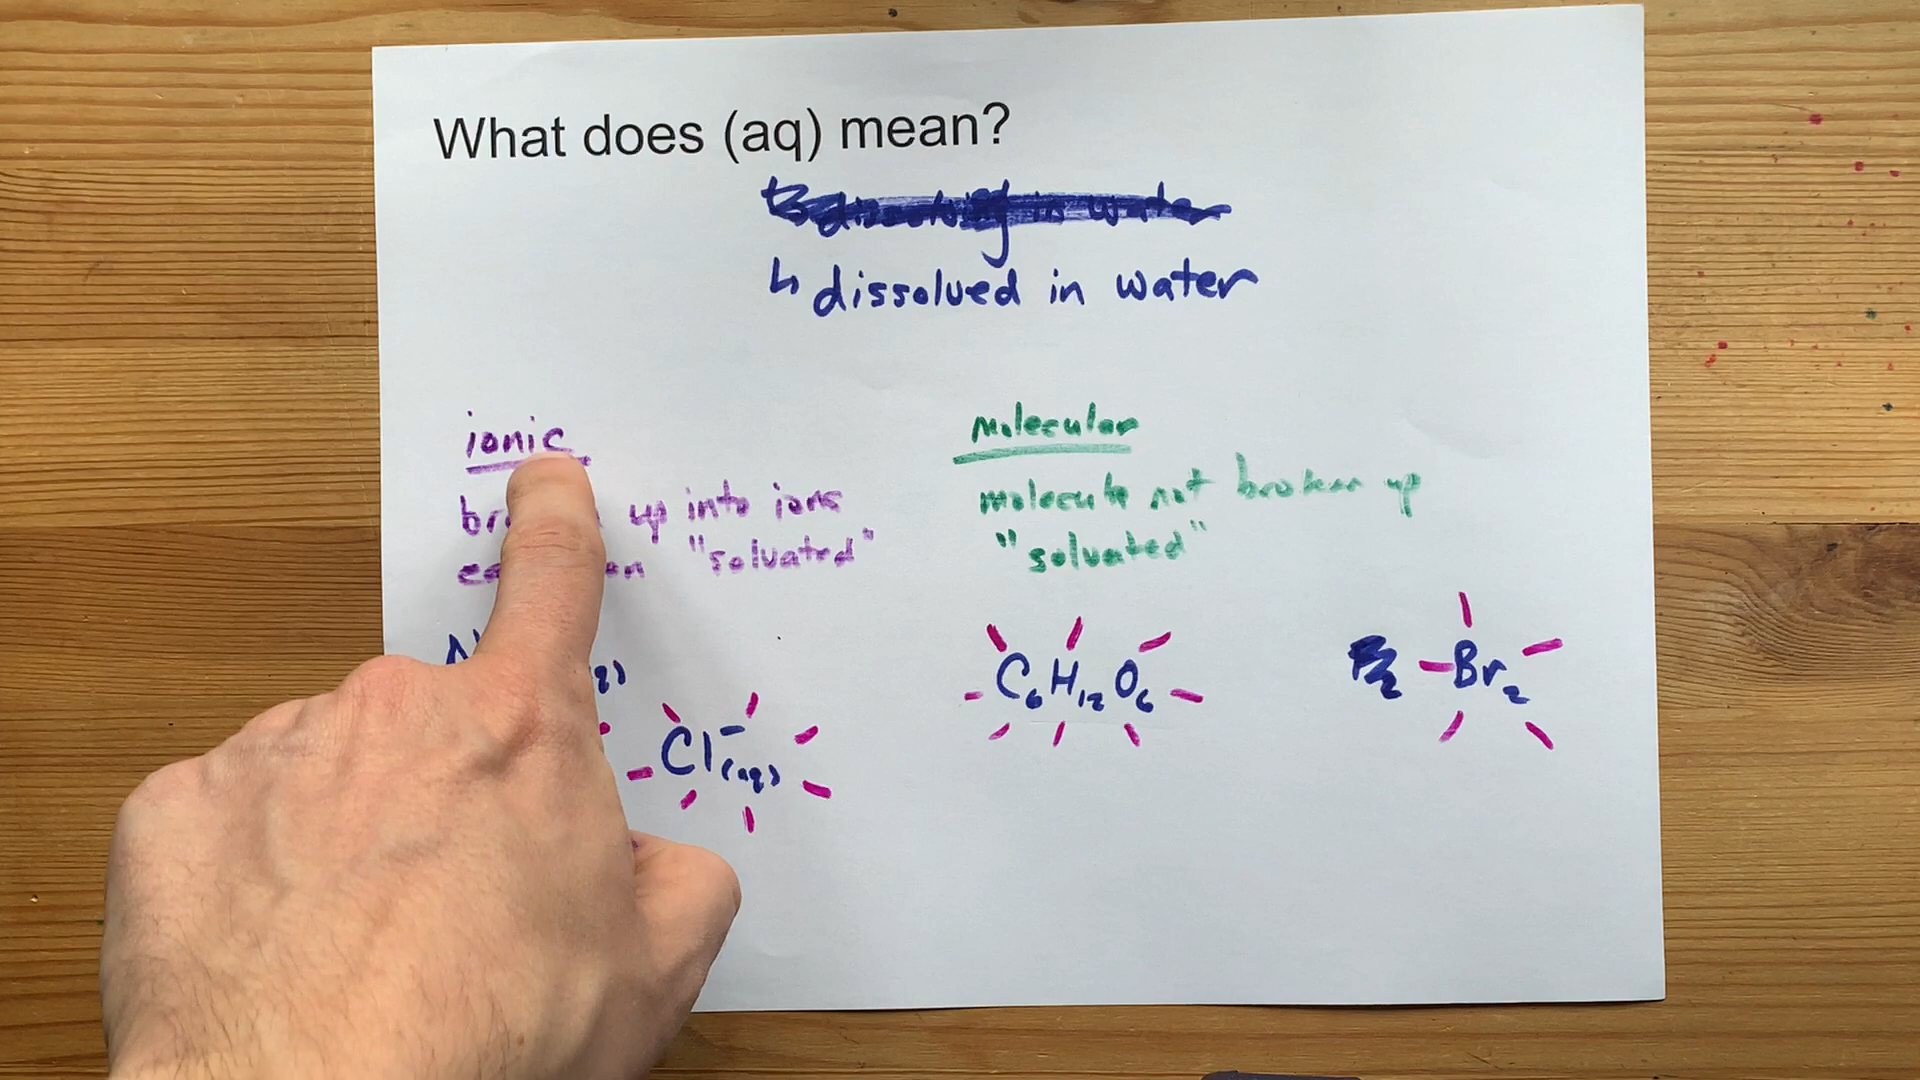 What does (aq) mean?
↳ dissolved in water
ionic
up into ions
"solvated"
Cl⁻(aq)
molecular
molecule not broken up
"solvated"
C₆H₁₂O₆
Br₂